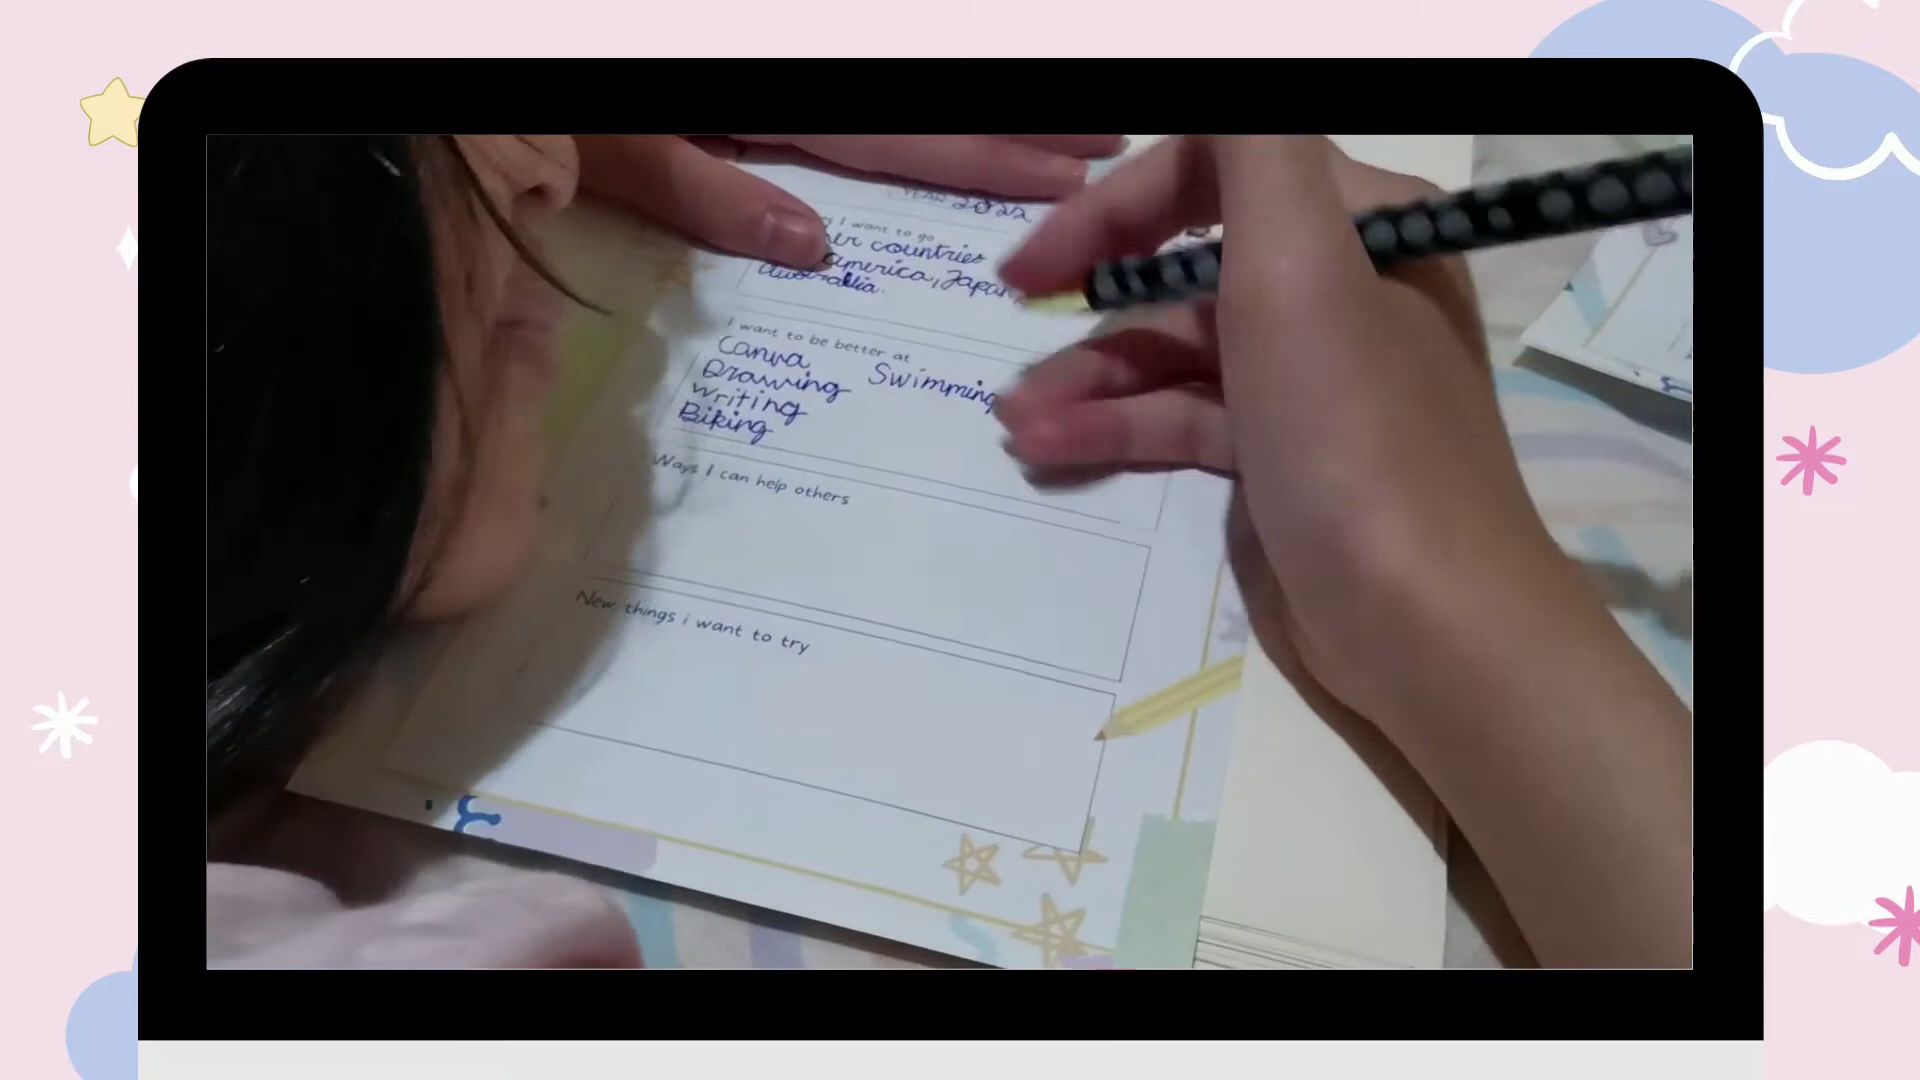 YEAR 2022
I want to go
countries
america, Japan,
australia.
I want to be better at
Canva
Drawing Swimming
Writing
Biking
Ways I can help others
New things i want to try